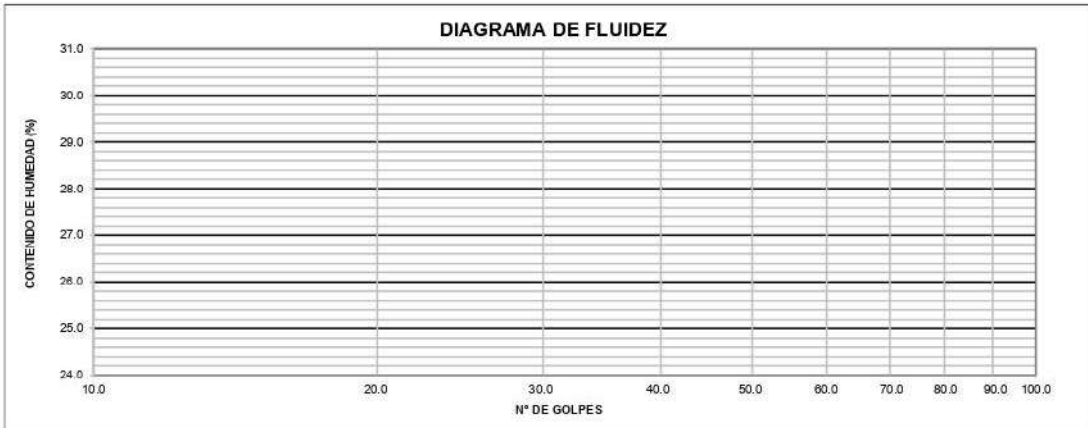 DIAGRAMA DE FLUIDEZ
31.0
30.0
29.0
28.0
27.0
26.0
25.0
24.0
CONTENIDO DE HUMEDAD (%)
10.0 20.0 30.0 40.0 50.0 60.0 70.0 80.0 90.0 100.0
N° DE GOLPES